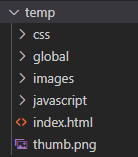 temp
css
global
images
javascript
index.html
thumb.png